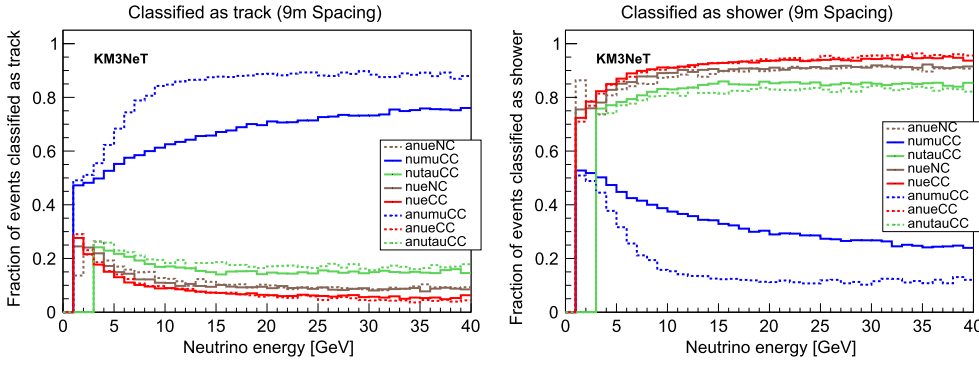 Classified as track (9m Spacing)
KM3NeT
Fraction of events classified as track
1
0.8
0.6
0.4
0.2
0
0 5 10 15 20 25 30 35 40
Neutrino energy [GeV]
anueNC
numuCC
nutauCC
nueNC
nueCC
anumuCC
anueCC
anutauCC
Classified as shower (9m Spacing)
KM3NeT
Fraction of events classified as shower
1
0.8
0.6
0.4
0.2
0
0 5 10 15 20 25 30 35 40
Neutrino energy [GeV]
anueNC
numuCC
nutauCC
nueNC
nueCC
anumuCC
anueCC
anutauCC